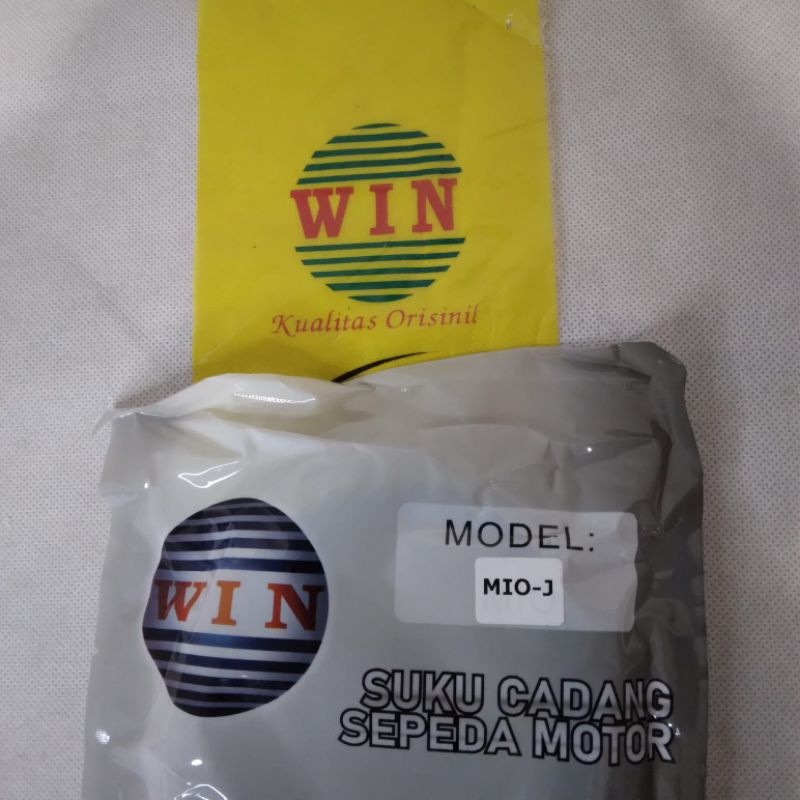 WIN
Kualitas Orisinil
WIN
MODEL:
MIO-J
SUKU CADANG
SEPEDA MOTOR